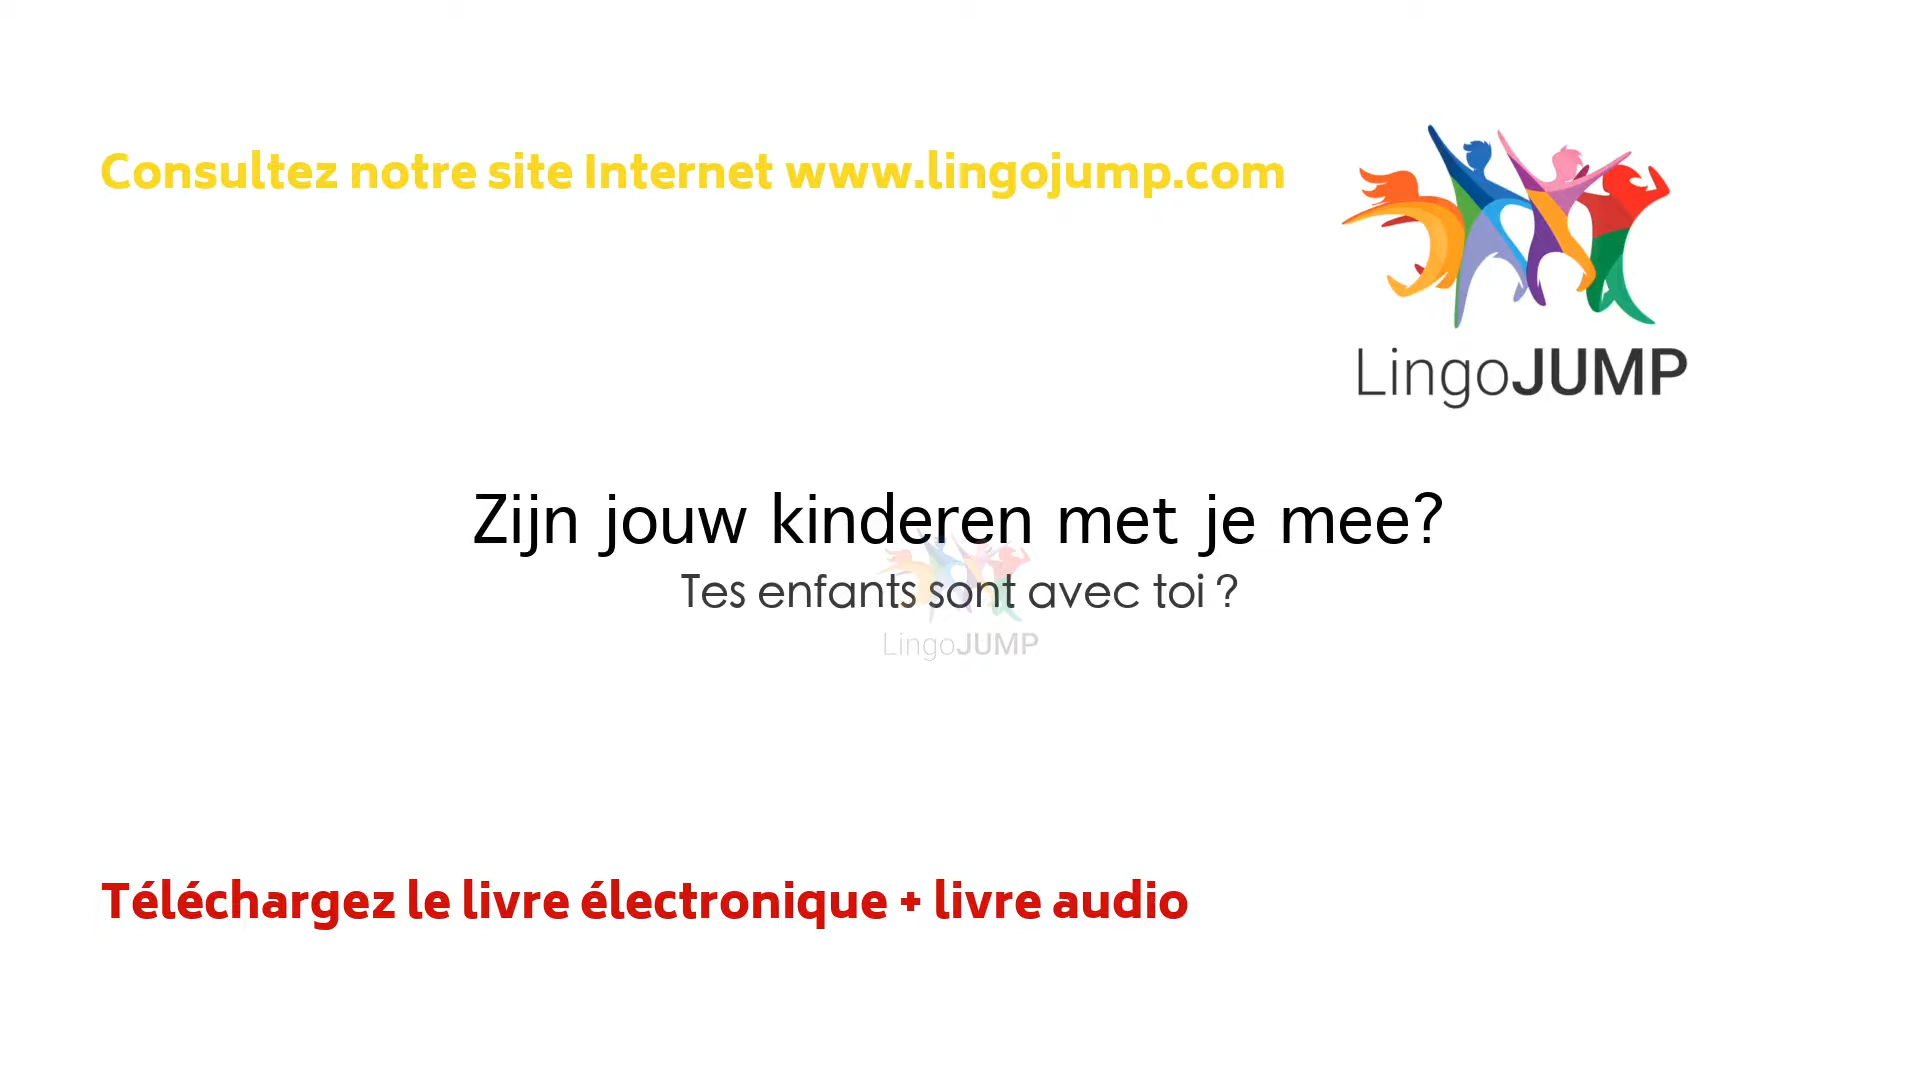 Consultez notre site Internet www.lingojump.com
LingoJUMP
Zijn jouw kinderen met je mee?
Tes enfants sont avec toi ?
LingoJUMP
Téléchargez le livre électronique + livre audio